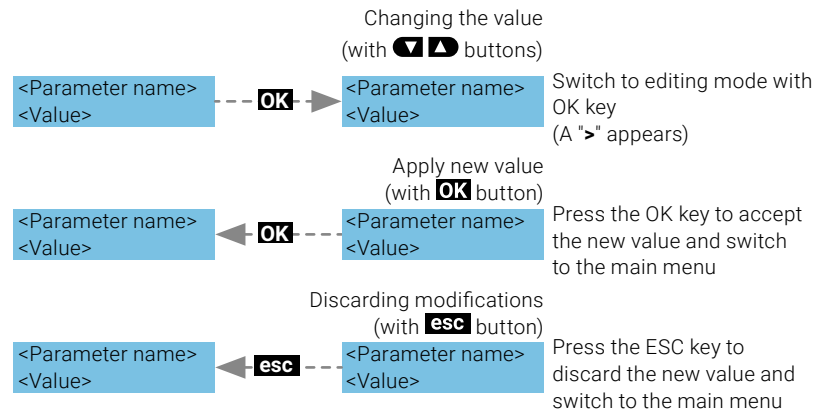 Changing the value
(with ▼ ▲ buttons)
<Parameter name>
<Value>
OK
<Parameter name>
<Value>
Switch to editing mode with
OK key
(A ">" appears)
Apply new value
(with OK button)
<Parameter name>
<Value>
OK
<Parameter name>
<Value>
Press the OK key to accept
the new value and switch
to the main menu
Discarding modifications
(with esc button)
<Parameter name>
<Value>
esc
<Parameter name>
<Value>
Press the ESC key to
discard the new value and
switch to the main menu